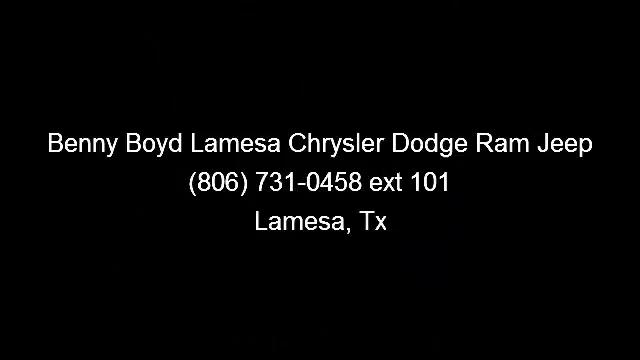 Benny Boyd Lamesa Chrysler Dodge Ram Jeep
(806) 731-0458 ext 101
Lamesa, Tx